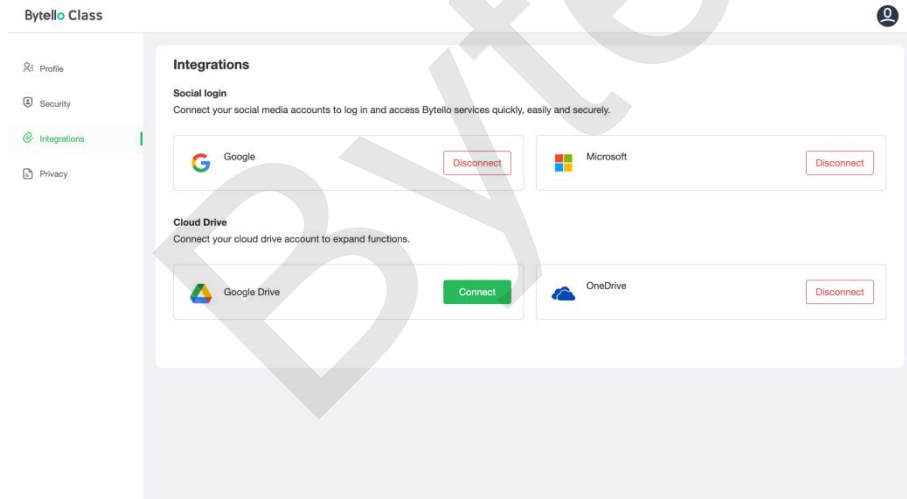 Bytello Class
Profile
Security
Integrations
Privacy
Integrations
Social login
Connect your social media accounts to log in and access Bytello services quickly, easily and securely.
Google
Disconnect
Microsoft
Disconnect
Cloud Drive
Connect your cloud drive account to expand functions.
Google Drive
Connect
OneDrive
Disconnect
Byte